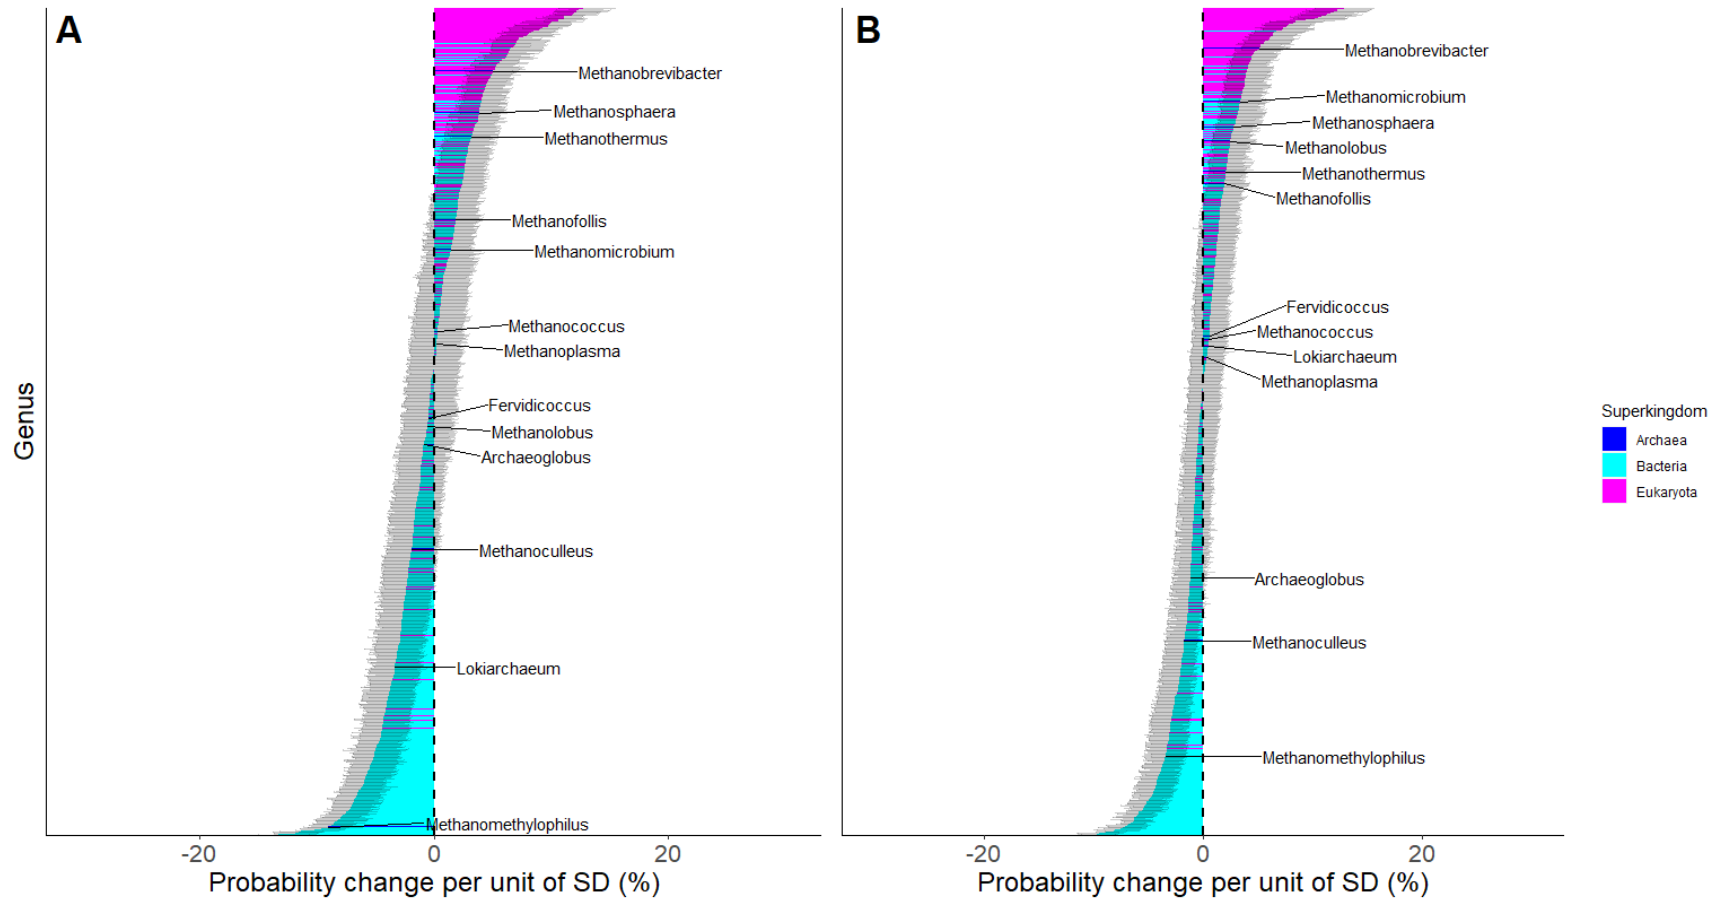 A
Methanobrevibacter
Methanosphaera
Methanothermus
Methanofollis
Methanomicrobium
Methanococcus
Methanoplasma
Fervidicoccus
Methanolobus
Archaeoglobus
Methanoculleus
Lokiarchaeum
Methanomethylophilus
Genus
-20 0 20
Probability change per unit of SD (%)
B
Methanobrevibacter
Methanomicrobium
Methanosphaera
Methanolobus
Methanothermus
Methanofollis
Fervidicoccus
Methanococcus
Lokiarchaeum
Methanoplasma
Archaeoglobus
Methanoculleus
Methanomethylophilus
-20 0 20
Probability change per unit of SD (%)
Superkingdom
Archaea
Bacteria
Eukaryota